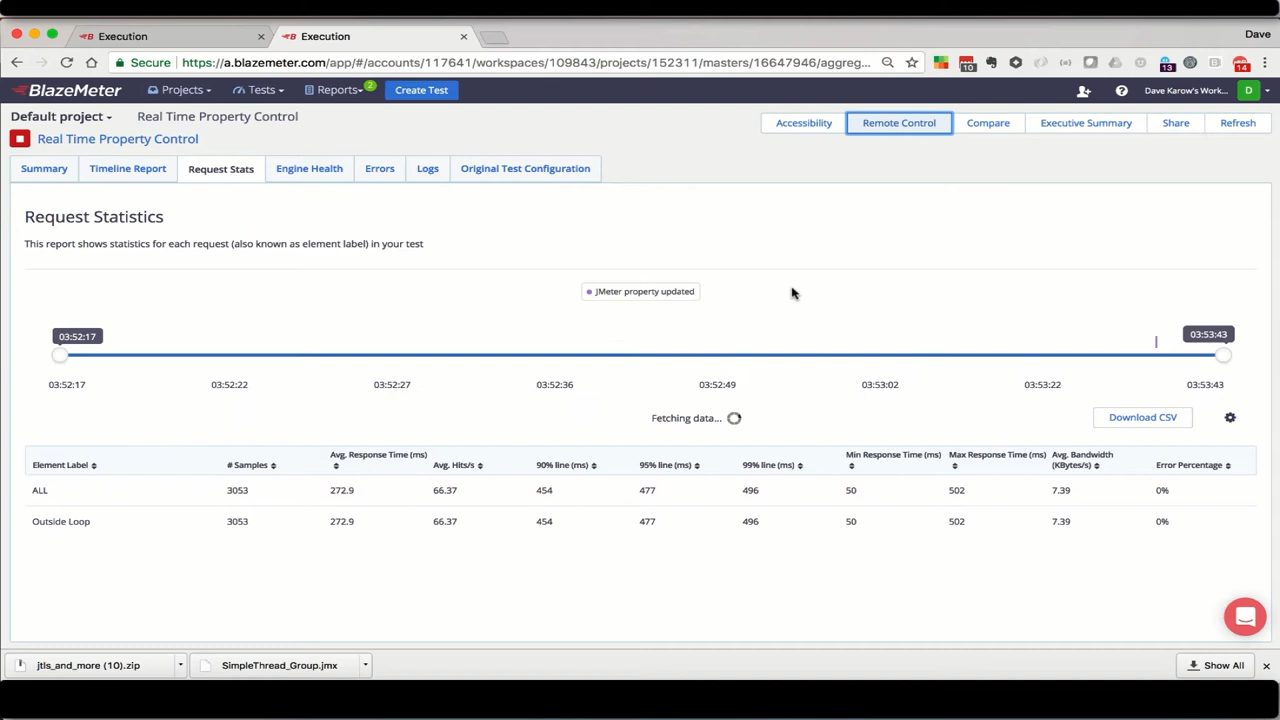 Execution
Execution
Dave
Secure
https://a.blazemeter.com/app/#/accounts/117641/workspaces/109843/projects/152311/masters/16647946/aggreg...
10
13
14
BlazeMeter
Projects
Tests
Reports
2
Create Test
Dave Karow's Work...
D
Default project
Real Time Property Control
Real Time Property Control
Accessibility
Remote Control
Compare
Executive Summary
Share
Refresh
Summary
Timeline Report
Request Stats
Engine Health
Errors
Logs
Original Test Configuration
Request Statistics
This report shows statistics for each request (also known as element label) in your test
JMeter property updated
03:52:17
03:53:43
03:52:17 03:52:22 03:52:27 03:52:36 03:52:49 03:53:02 03:53:22 03:53:43
Fetching data...
Download CSV
Element Label # Samples Avg. Response Time (ms) Avg. Hits/s 90% line (ms) 95% line (ms) 99% line (ms) Min Response Time (ms) Max Response Time (ms) Avg. Bandwidth (KBytes/s) Error Percentage
ALL 3053 272.9 66.37 454 477 496 50 502 7.39 0%
Outside Loop 3053 272.9 66.37 454 477 496 50 502 7.39 0%
jtls_and_more (10).zip
SimpleThread_Group.jmx
Show All